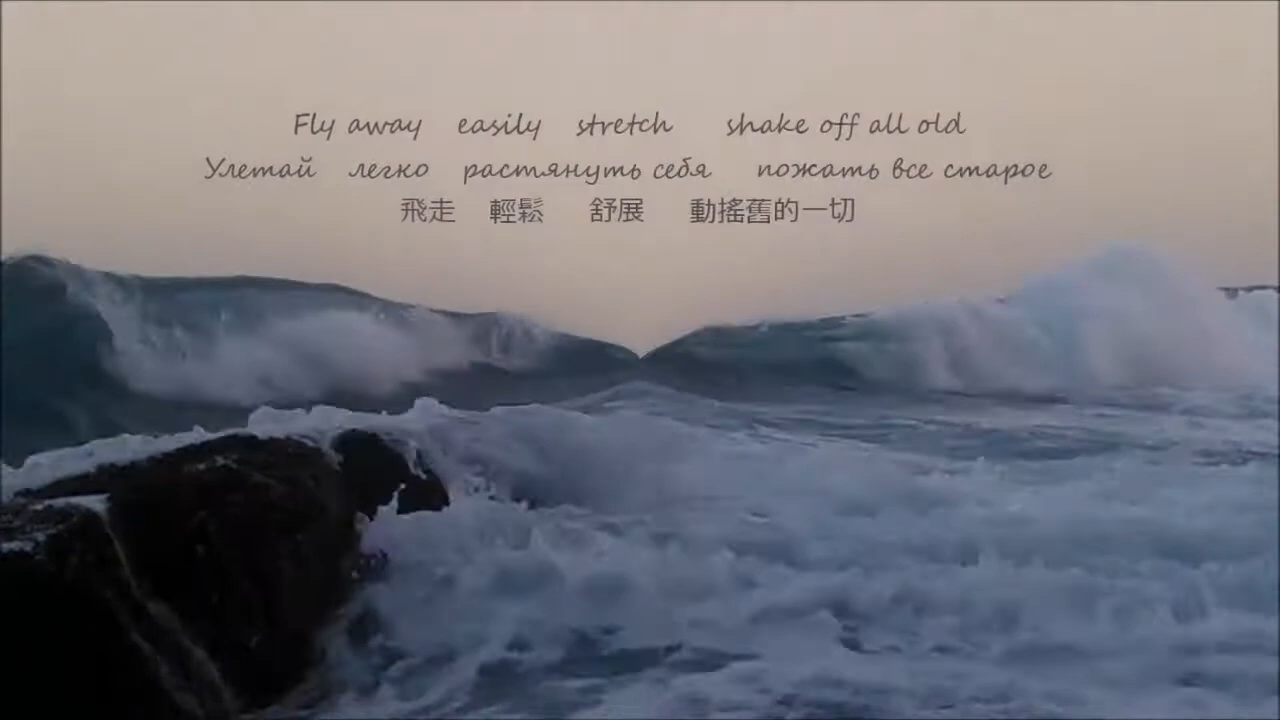 Fly away easily stretch shake off all old
Улетай легко растянуть себя пожать все старое
飛走 輕鬆 舒展 動搖舊的一切